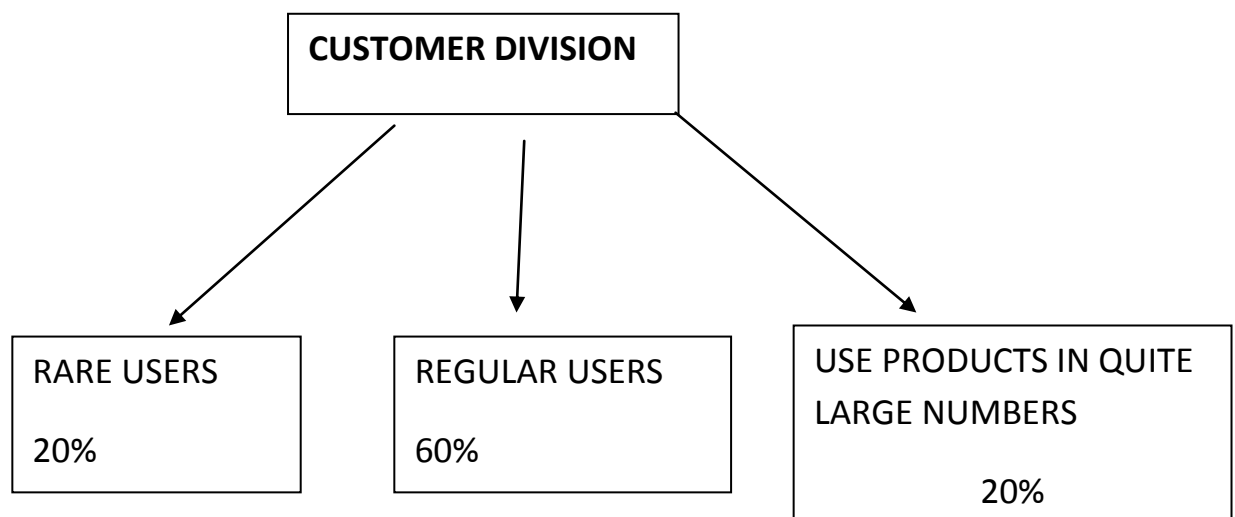 CUSTOMER DIVISION
RARE USERS
20%
REGULAR USERS
60%
USE PRODUCTS IN QUITE
LARGE NUMBERS
20%